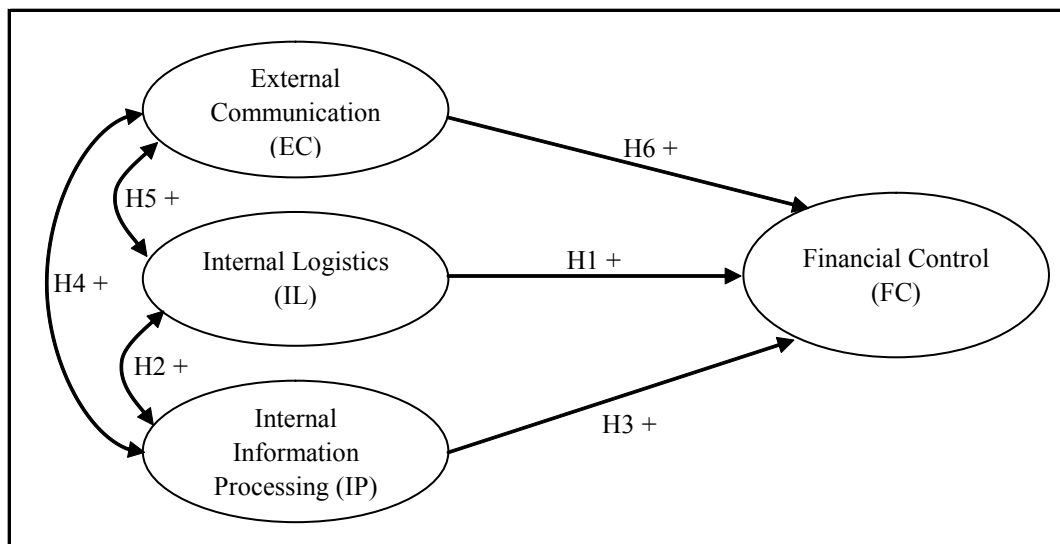 External
Communication
(EC)
H6 +
H5 +
Internal Logistics
(IL)
H1 +
Financial Control
(FC)
H4 +
H2 +
Internal
Information
Processing (IP)
H3 +